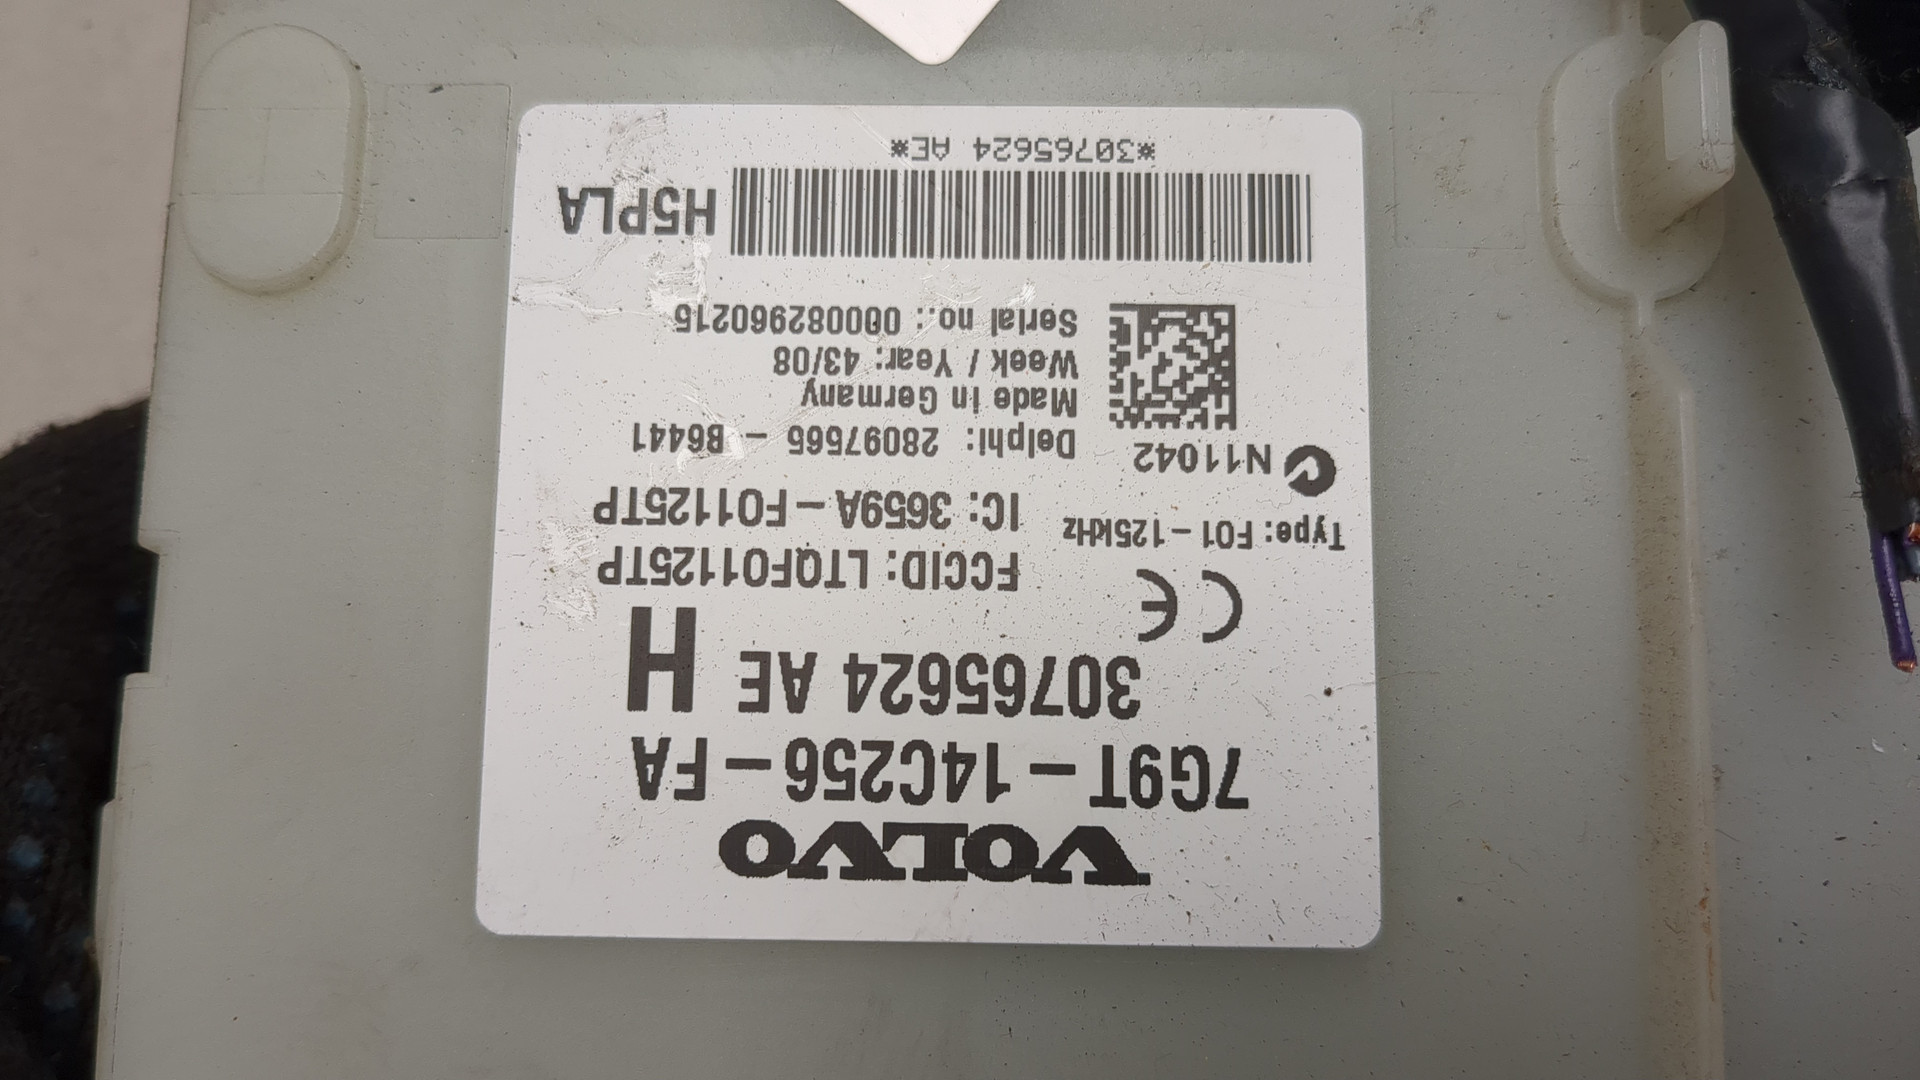 VOLVO
7G9T-14C256-FA
30765624 AE H
CE
FCCID: LTQF01125TP
Type: F01-125kHz
IC: 3659A-F01125TP
N11042
Delphi: 28097565 - B6441
Made in Germany
Week / Year: 43/08
Serial no.: 000082960215
H5PLA
*30765624 AE*